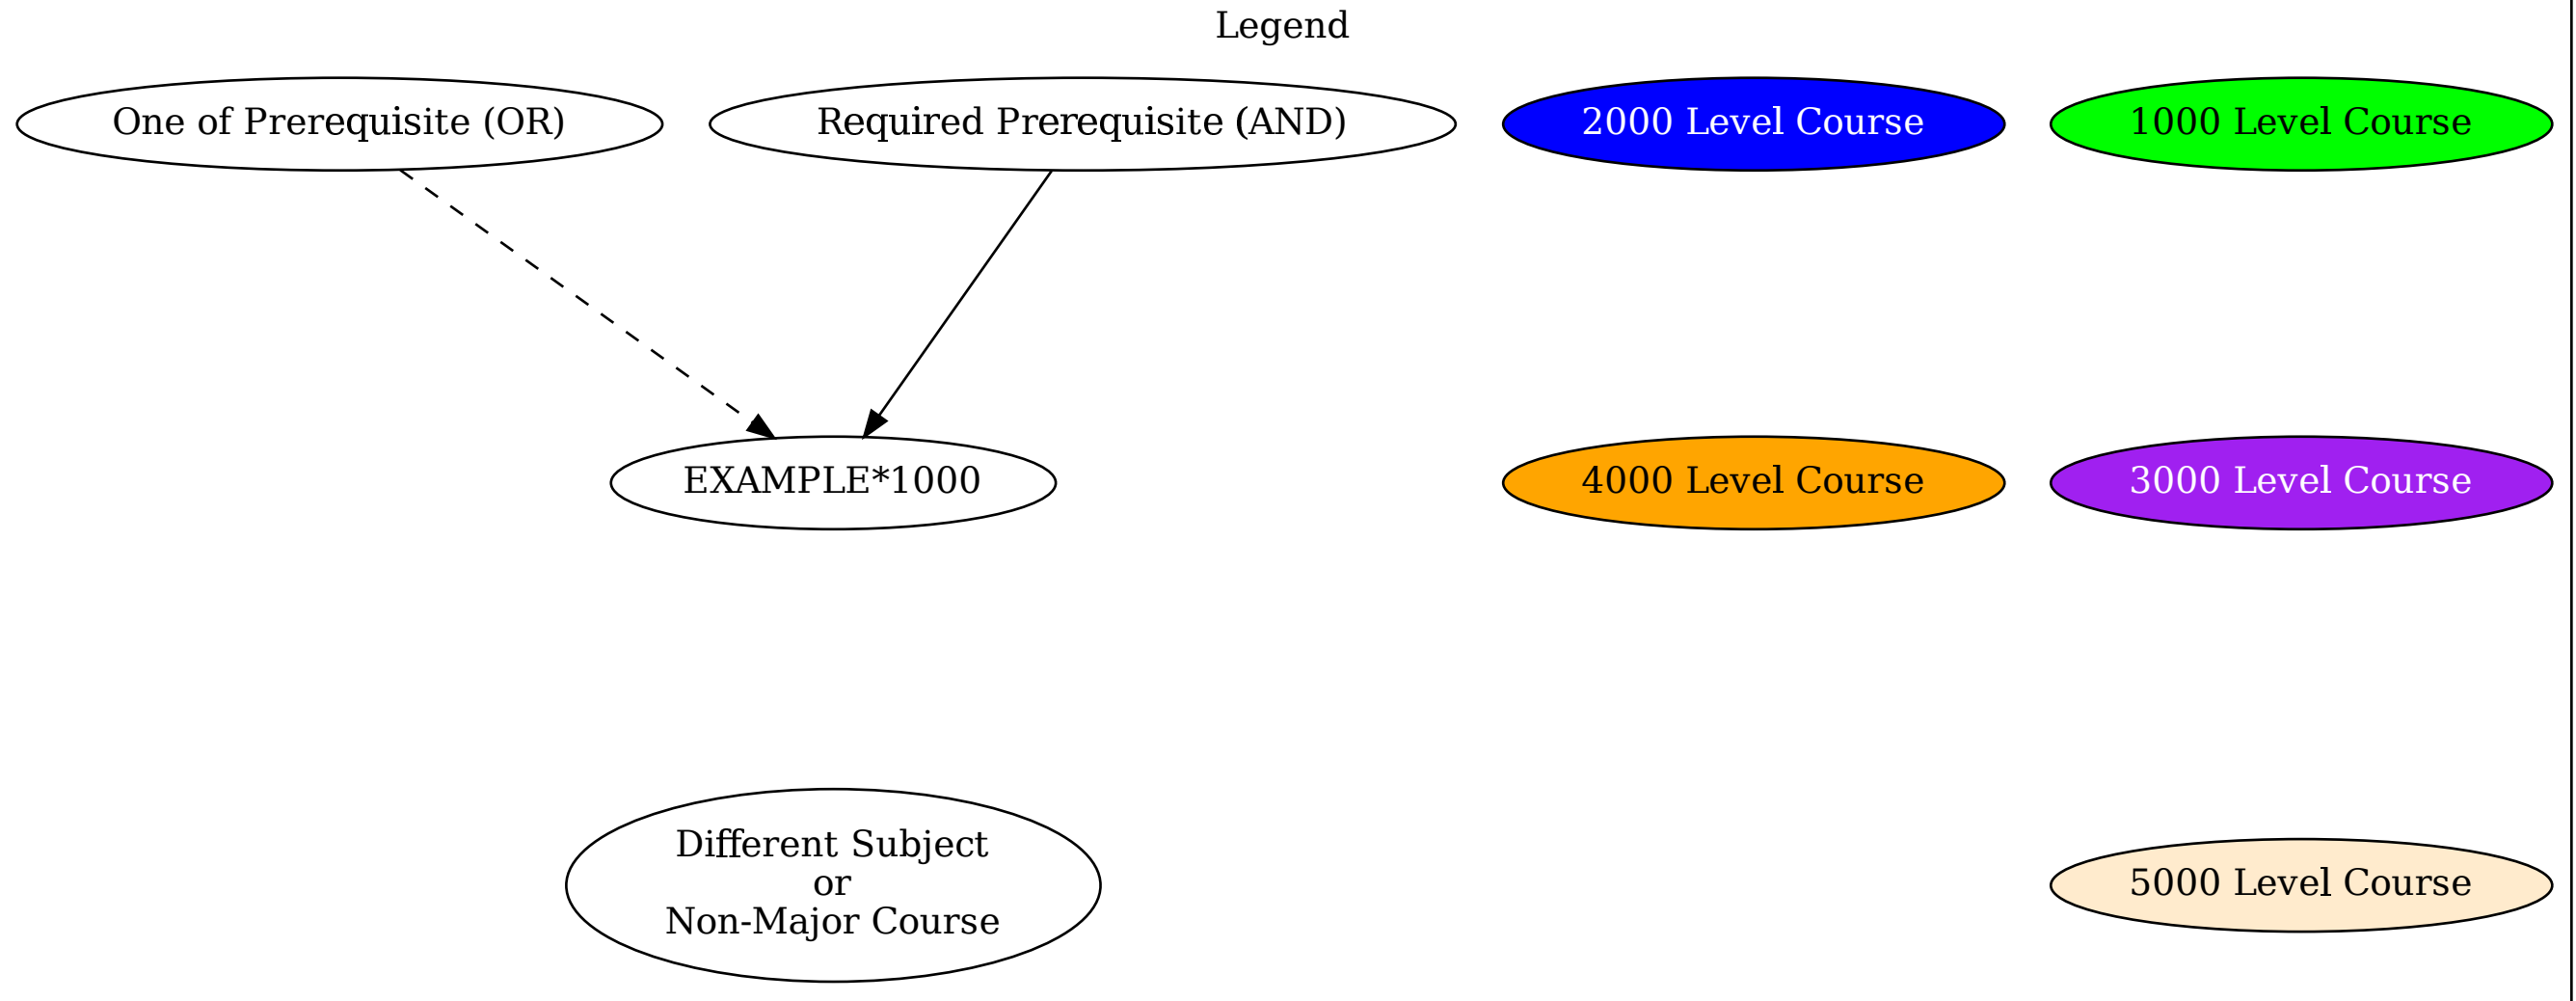 Legend
One of Prerequisite (OR)
Required Prerequisite (AND)
2000 Level Course
1000 Level Course
EXAMPLE*1000
4000 Level Course
3000 Level Course
Different Subject
or
Non-Major Course
5000 Level Course